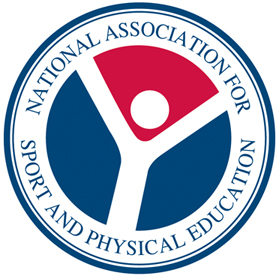 NATIONAL ASSOCIATION FOR
SPORT AND PHYSICAL EDUCATION